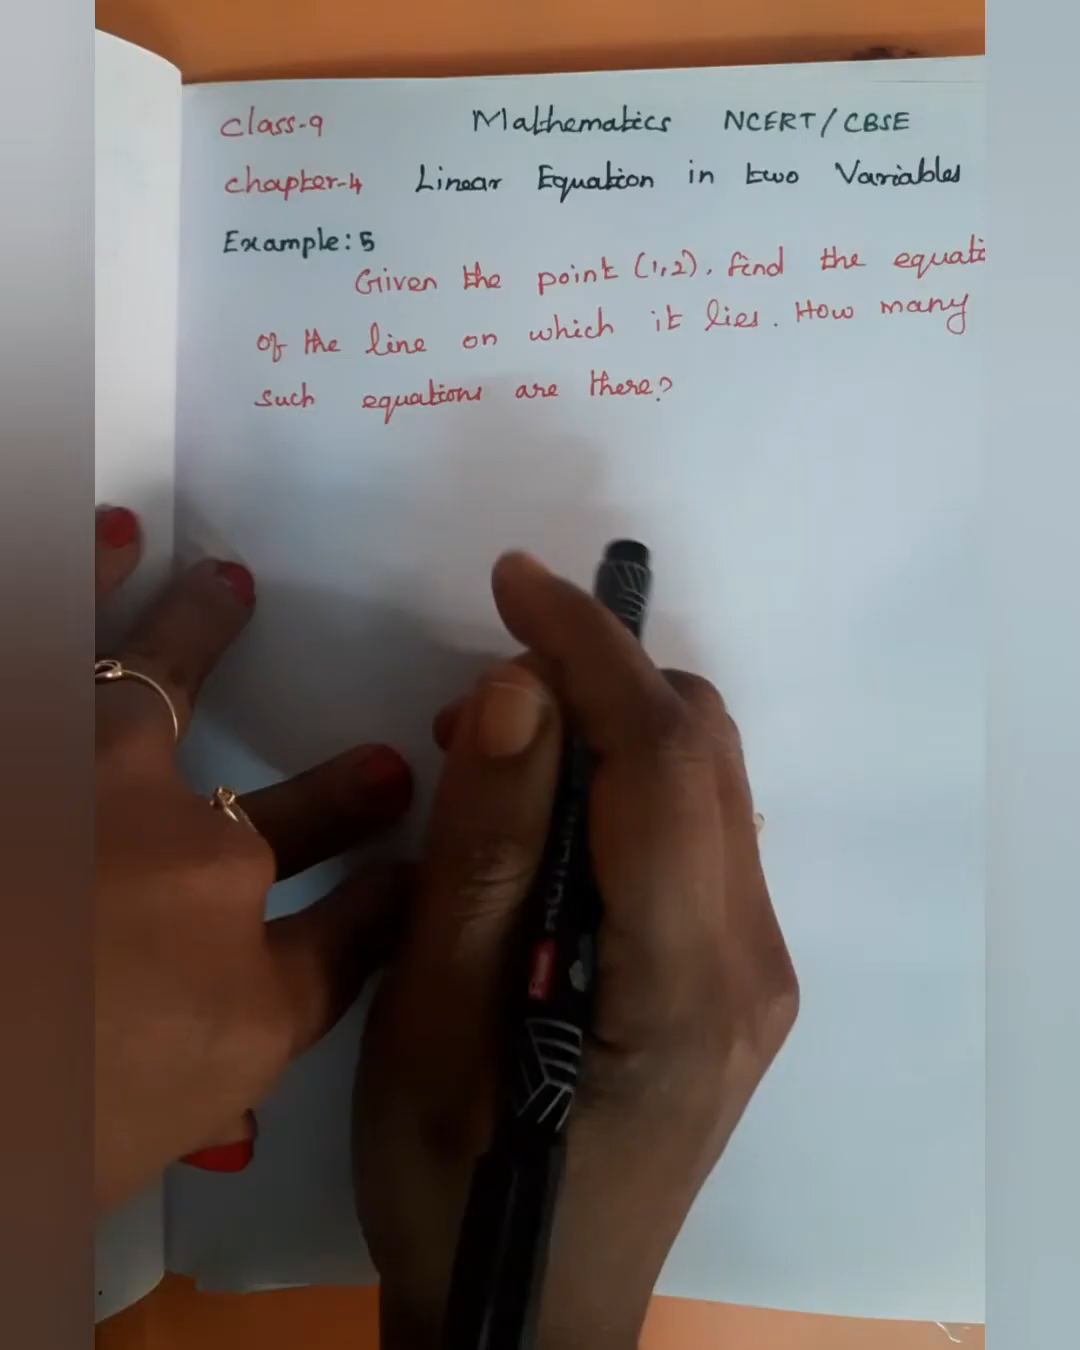 Class-9 Mathematics NCERT/CBSE
Chapter-4 Linear Equation in two Variables
Example: 5
Given the point (1,2), find the equati
of the line on which it lies. How many
such equations are there?